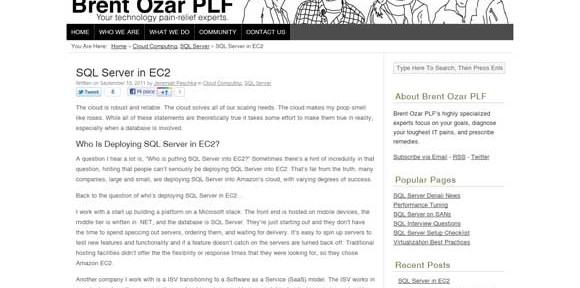 Brent Ozar PLF
Your technology pain-relief experts.
HOME WHO WE ARE WHAT WE DO COMMUNITY CONTACT US
You Are Here: Home » Cloud Computing, SQL Server » SQL Server in EC2
SQL Server in EC2
Written on September 15, 2011 by Jeremiah Peschka in Cloud Computing, SQL Server
Tweet 8 Place +1 1
The cloud is robust and reliable. The cloud solves all of our scaling needs. The cloud makes my poop smell
like roses. While all of these statements are theoretically true it takes some effort to make them true in reality,
especially when a database is involved.
Who Is Deploying SQL Server in EC2?
A question I hear a lot is, "Who is putting SQL Server into EC2?" Sometimes there's a hint of incredulity in that
question, hinting that people can't seriously be deploying SQL Server into EC2. That's far from the truth: many
companies, large and small, are deploying SQL Server into Amazon's cloud, with varying degrees of success.
Back to the question of who's deploying SQL Server in EC2...
I work with a start up building a platform on a Microsoft stack. The front end is hosted on mobile devices, the
middle tier is written in .NET, and the database is SQL Server. They're just starting out and they don't have
the time to spend speccing out servers, ordering them, and waiting for delivery. It's easy to spin up servers to
test new features and functionality and if a feature doesn't catch on the servers are turned back off. Traditional
hosting facilities didn't offer the the flexibility or response times that they were looking for, so they chose
Amazon EC2.
Another company I work with is a ISV transitioning to a Software as a Service (SaaS) model. The ISV works in
Type Here To Search, Then Press Enter
About Brent Ozar PLF
Brent Ozar PLF's highly specialized
experts focus on your goals, diagnose
your toughest IT pains, and prescribe
remedies.
Subscribe via Email - RSS - Twitter
Popular Pages
SQL Server Denali News
Performance Tuning
SQL Server on SANs
SQL Interview Questions
SQL Server Setup Checklist
Virtualization Best Practices
Recent Posts
SQL Server in EC2